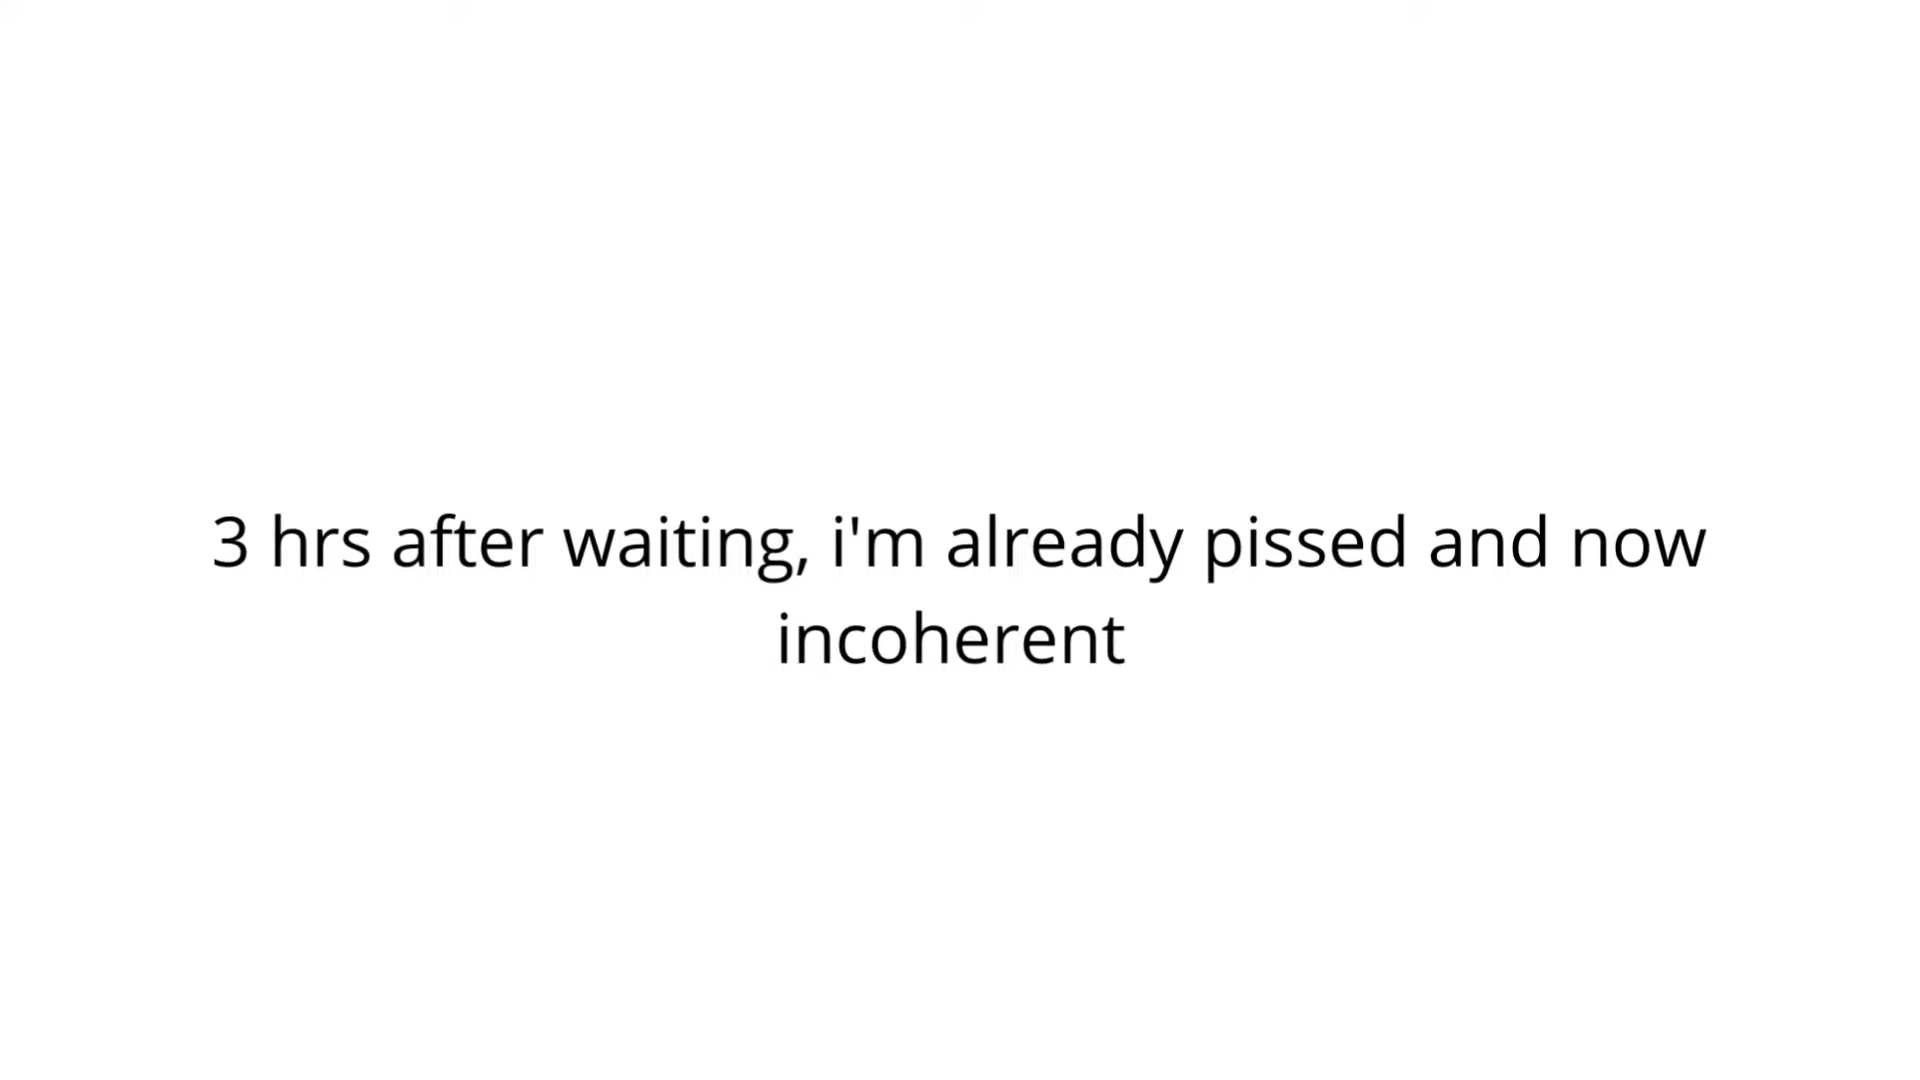 3 hrs after waiting, i'm already pissed and now
incoherent